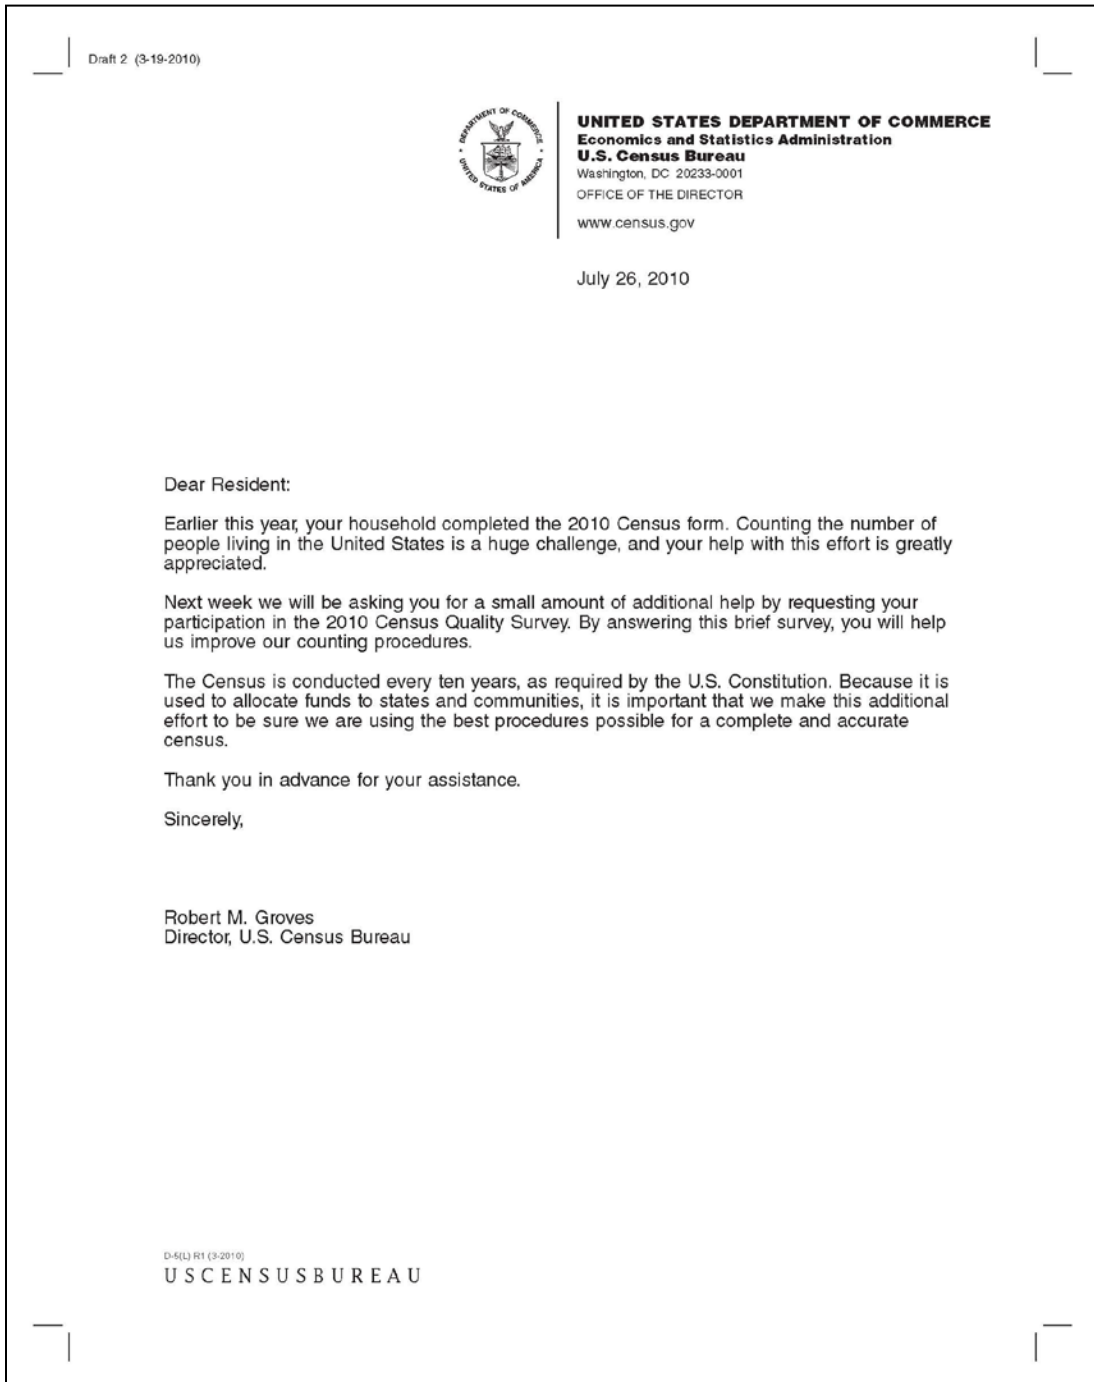 Draft 2 (3-19-2010)
DEPARTMENT OF COMMERCE
UNITED STATES OF AMERICA
UNITED STATES DEPARTMENT OF COMMERCE
Economics and Statistics Administration
U.S. Census Bureau
Washington, DC 20233-0001
OFFICE OF THE DIRECTOR
www.census.gov
July 26, 2010
Dear Resident:
Earlier this year, your household completed the 2010 Census form. Counting the number of
people living in the United States is a huge challenge, and your help with this effort is greatly
appreciated.
Next week we will be asking you for a small amount of additional help by requesting your
participation in the 2010 Census Quality Survey. By answering this brief survey, you will help
us improve our counting procedures.
The Census is conducted every ten years, as required by the U.S. Constitution. Because it is
used to allocate funds to states and communities, it is important that we make this additional
effort to be sure we are using the best procedures possible for a complete and accurate
census.
Thank you in advance for your assistance.
Sincerely,
Robert M. Groves
Director, U.S. Census Bureau
D-5(L) R1 (3-2010)
USCENSUSBUREAU